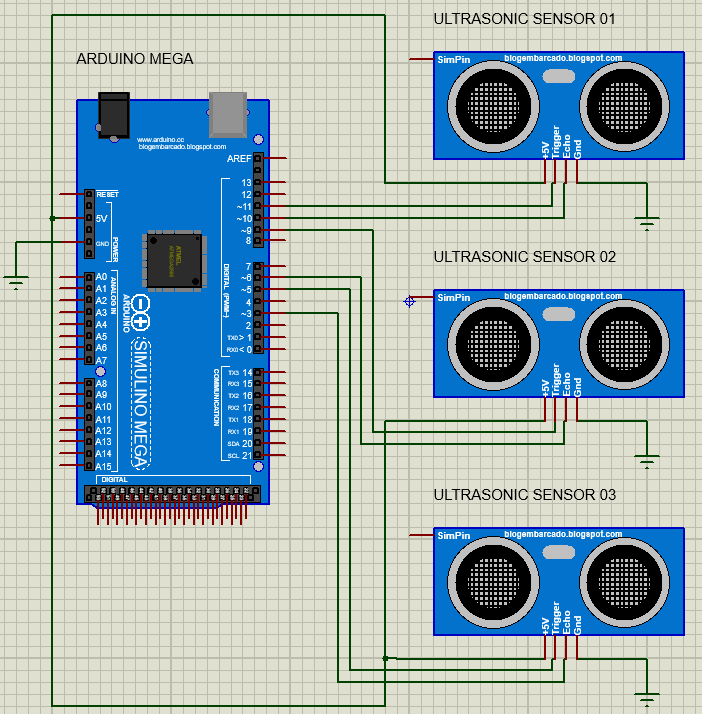 ULTRASONIC SENSOR 01
SimPin
blogembarcado.blogspot.com
+5V
Trigger
Echo
Gnd
ARDUINO MEGA
www.arduino.cc
blogembarcado.blogspot.com
AREF
13
12
~11
~10
~9
8
7
~6
~5
4
~3
2
TX0> 1
RX0< 0
DIGITAL (PWM~)
RESET
5V
GND
POWER
A0
A1
A2
A3
A4
A5
A6
A7
ANALOG IN
A8
A9
A10
A11
A12
A13
A14
A15
ATMEL
ARDUINO
SIMULINO MEGA
TX3 14
RX3 15
TX2 16
RX2 17
TX1 18
RX1 19
SDA 20
SCL 21
COMMUNICATION
DIGITAL
ULTRASONIC SENSOR 02
SimPin
blogembarcado.blogspot.com
+5V
Trigger
Echo
Gnd
ULTRASONIC SENSOR 03
SimPin
blogembarcado.blogspot.com
+5V
Trigger
Echo
Gnd